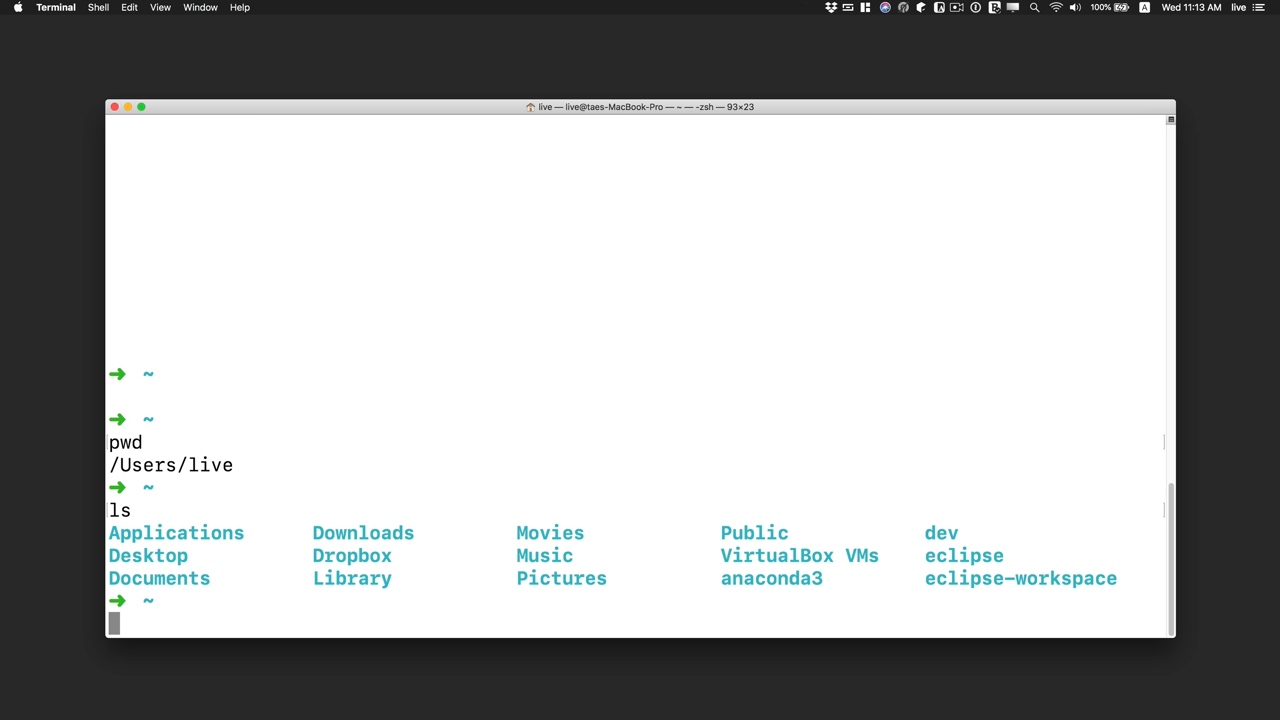 Terminal Shell Edit View Window Help 100% A Wed 11:13 AM live
live — live@taes-MacBook-Pro — ~ — -zsh — 93×23
➜ ~
➜ ~
pwd
/Users/live
➜ ~
ls
Applications Downloads Movies Public dev
Desktop Dropbox Music VirtualBox VMs eclipse
Documents Library Pictures anaconda3 eclipse-workspace
➜ ~